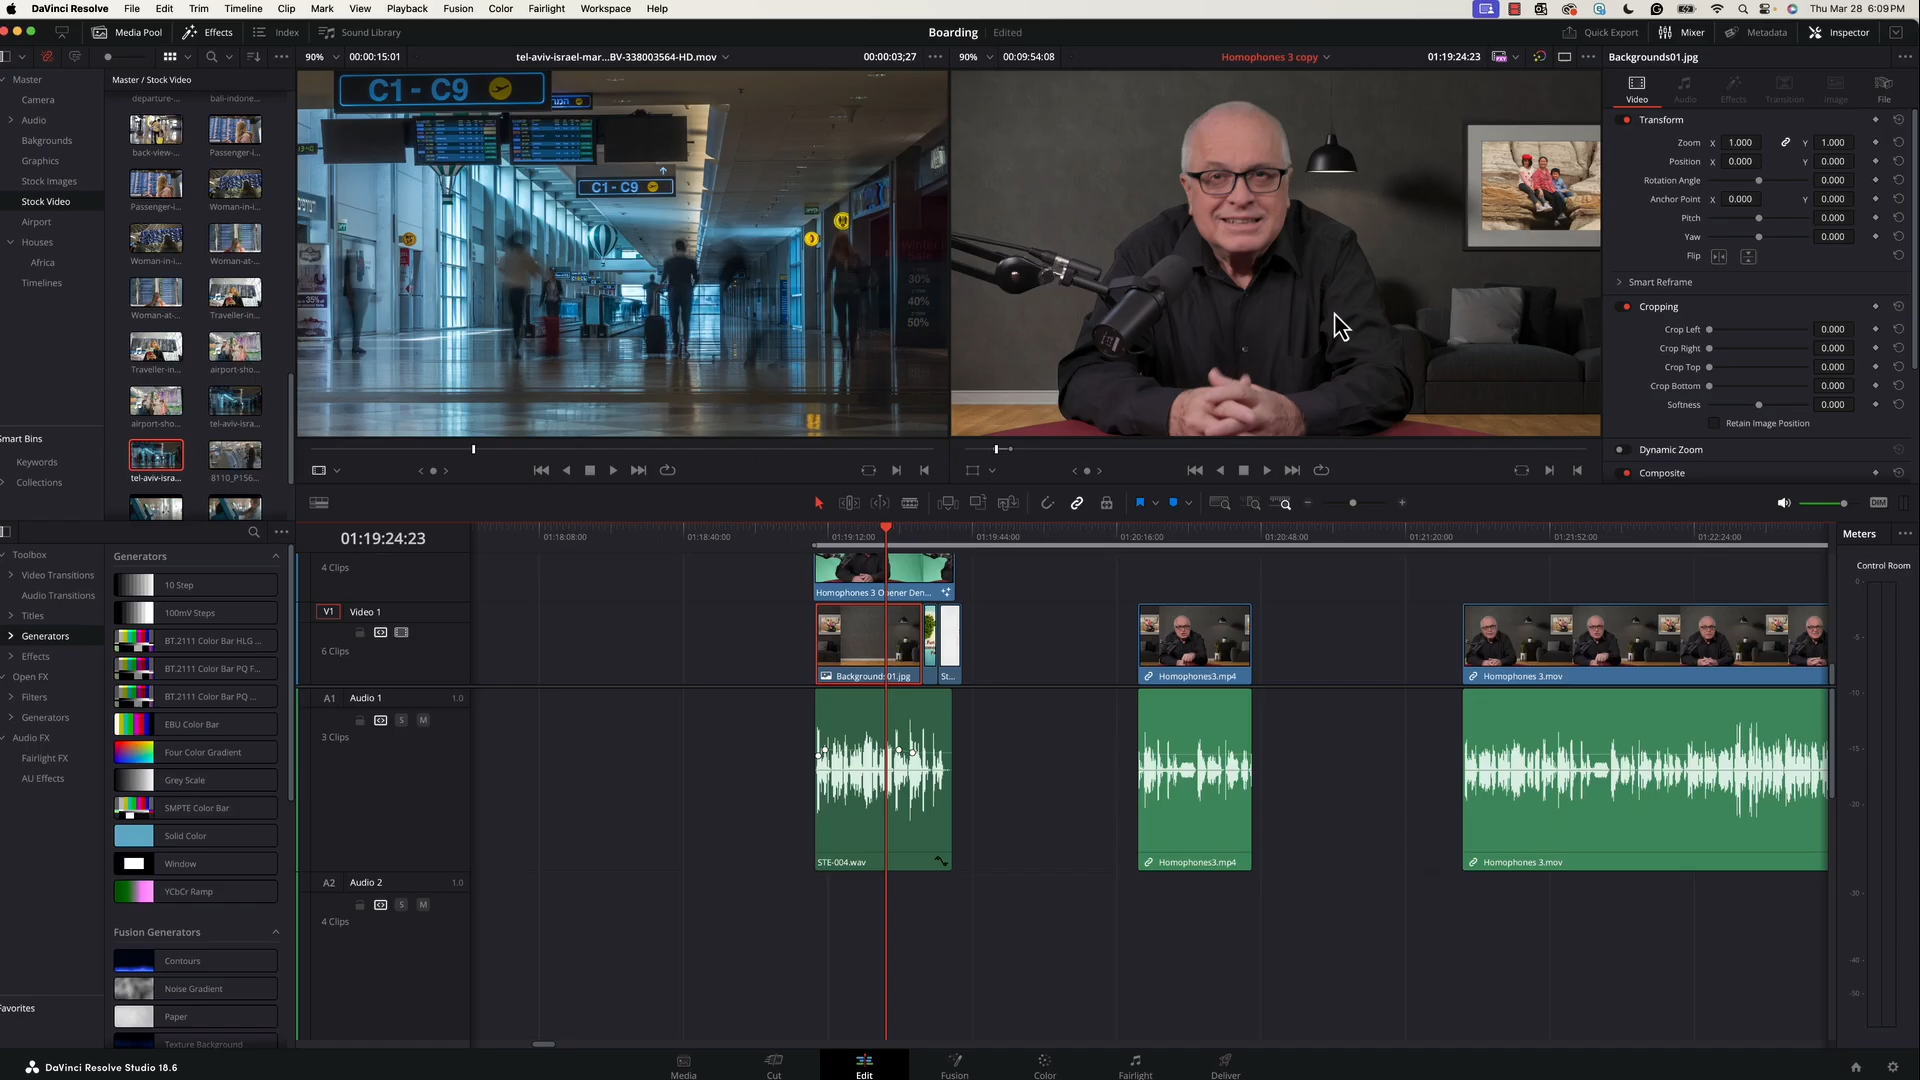 DaVinci Resolve File Edit Trim Timeline Clip Mark View Playback Fusion Color Fairlight Workspace Help
Thu Mar 28 6:09 PM
Media Pool Effects Index Sound Library
Boarding Edited
Quick Export Mixer Metadata Inspector
90% 00:00:15:01 tel-aviv-israel-mar...BV-338003564-HD.mov 00:00:03;27
90% 00:09:54:08 Homophones 3 copy 01:19:24:23
Backgrounds01.jpg
Master
Camera
Audio
Bakgrounds
Graphics
Stock Images
Stock Video
Airport
Houses
Africa
Timelines
Smart Bins
Keywords
Collections
Master / Stock Video
departure-... bali-indone...
back-view-... Passenger-i...
Passenger-i... Woman-in-i...
Woman-in-i... Woman-at-...
Woman-at-... Traveller-in...
Traveller-in... airport-sho...
airport-sho... tel-aviv-isra...
tel-aviv-isra... 8110_P156...
C1 - C9
C1 - C9
30%
40%
50%
Video Audio Effects Transition Image File
Transform
Zoom X 1.000 Y 1.000
Position X 0.000 Y 0.000
Rotation Angle 0.000
Anchor Point X 0.000 Y 0.000
Pitch 0.000
Yaw 0.000
Flip
Smart Reframe
Cropping
Crop Left 0.000
Crop Right 0.000
Crop Top 0.000
Crop Bottom 0.000
Softness 0.000
Retain Image Position
Dynamic Zoom
Composite
DIM
Toolbox
Video Transitions
Audio Transitions
Titles
Generators
Effects
Open FX
Filters
Generators
Audio FX
Fairlight FX
AU Effects
Favorites
Generators
10 Step
100mV Steps
BT.2111 Color Bar HLG ...
BT.2111 Color Bar PQ F...
BT.2111 Color Bar PQ ...
EBU Color Bar
Four Color Gradient
Grey Scale
SMPTE Color Bar
Solid Color
Window
YCbCr Ramp
Fusion Generators
Contours
Noise Gradient
Paper
Texture Background
01:19:24:23
01:18:08:00 01:18:40:00 01:19:12:00 01:19:44:00 01:20:16:00 01:20:48:00 01:21:20:00 01:21:52:00 01:22:24:00
4 Clips
Homophones 3 Opener Den...
V1 Video 1
6 Clips
St...
Homophones3.mp4
Homophones 3.mov
A1 Audio 1 1.0
S M
3 Clips
STE-004.wav
Homophones3.mp4
Homophones 3.mov
A2 Audio 2 1.0
S M
4 Clips
Meters
Control Room
0
-5
-10
-15
-20
-30
-40
-50
DaVinci Resolve Studio 18.6
Media Cut Edit Fusion Color Fairlight Deliver